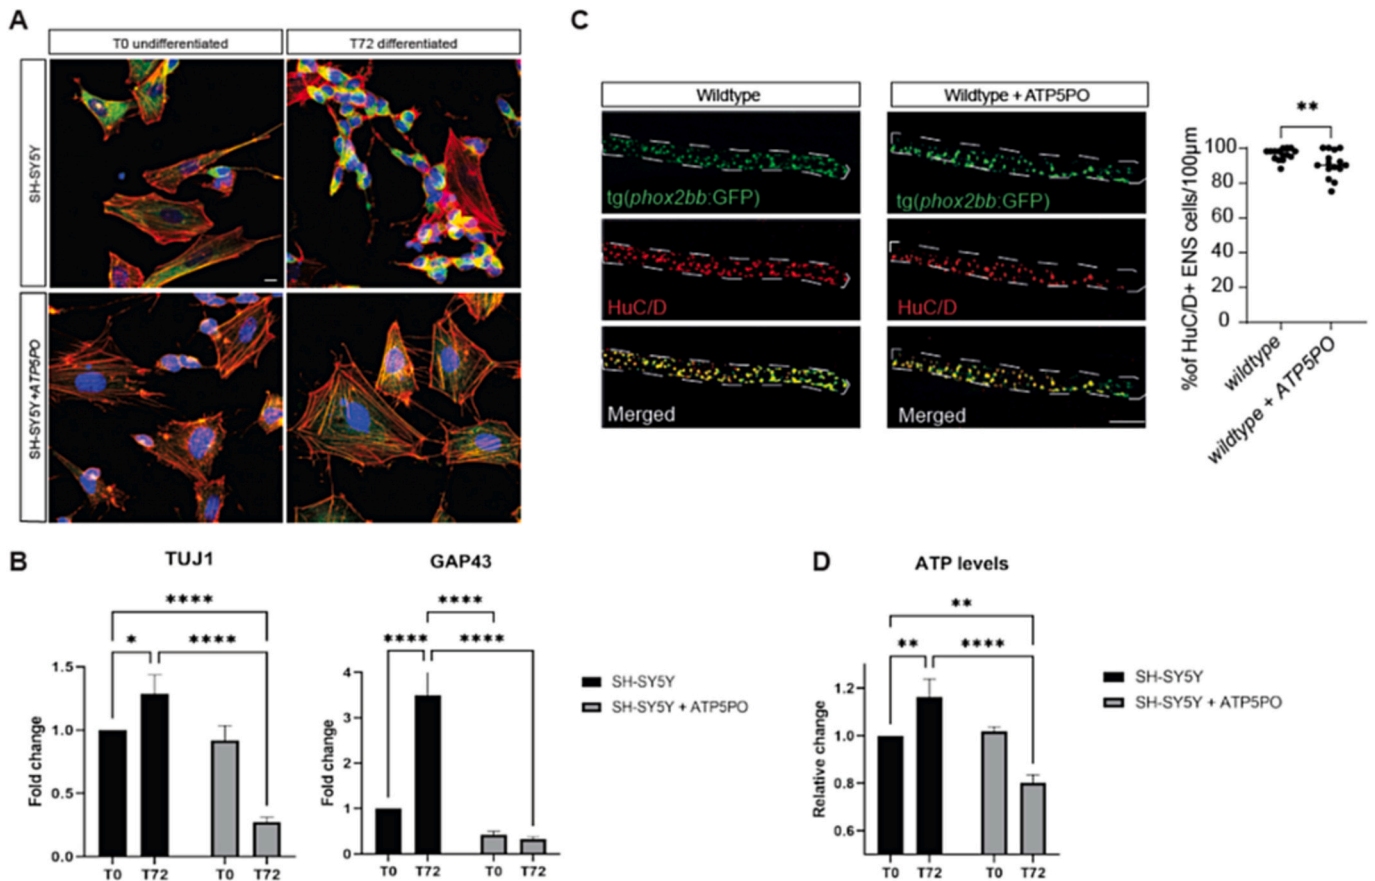 A
T0 undifferentiated
T72 differentiated
SH-SY5Y
SH-SY5Y+ATP5PO
C
Wildtype
Wildtype + ATP5PO
tg(phox2bb:GFP)
tg(phox2bb:GFP)
HuC/D
HuC/D
Merged
Merged
**
%of HuC/D+ ENS cells/100µm
100
80
60
40
20
0
wildtype
wildtype + ATP5PO
B
TUJ1
****
*
****
Fold change
1.5
1.0
0.5
0.0
T0
T72
T0
T72
GAP43
****
****
****
Fold change
4
3
2
1
0
T0
T72
T0
T72
SH-SY5Y
SH-SY5Y + ATP5PO
D
ATP levels
**
**
****
Relative change
1.2
1.0
0.8
0.6
T0
T72
T0
T72
SH-SY5Y
SH-SY5Y + ATP5PO